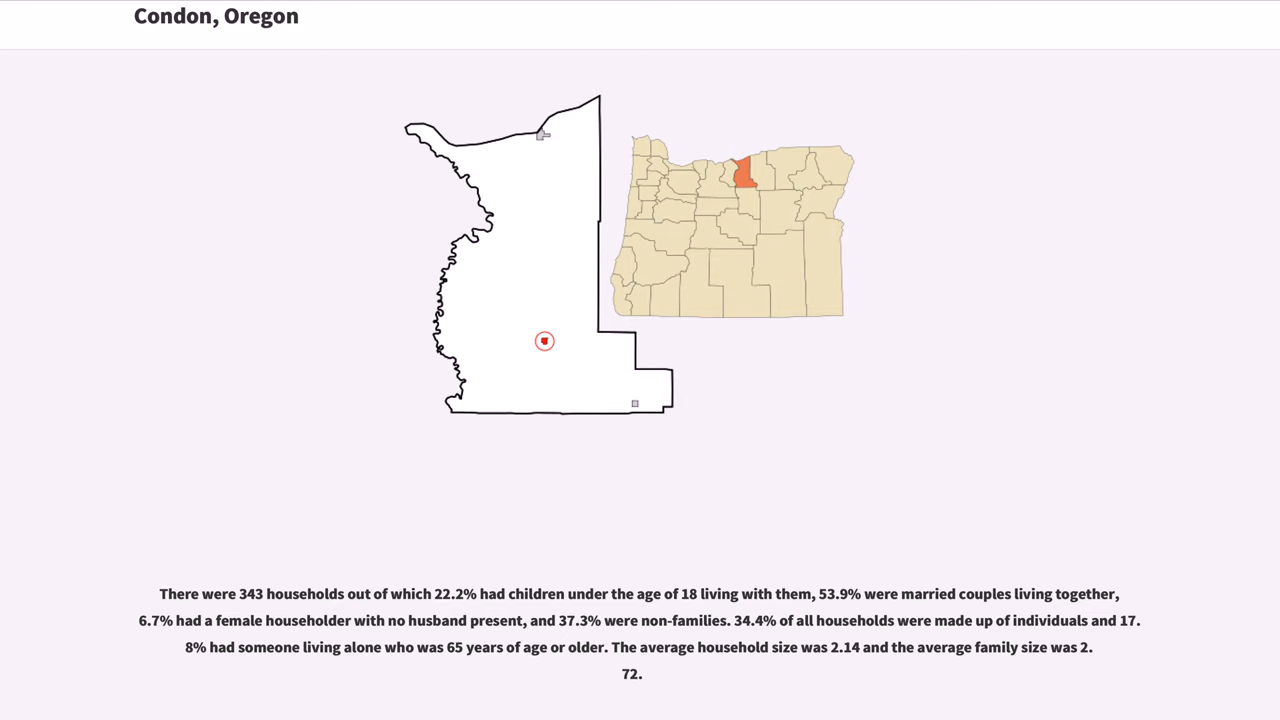 Condon, Oregon
There were 343 households out of which 22.2% had children under the age of 18 living with them, 53.9% were married couples living together,
6.7% had a female householder with no husband present, and 37.3% were non-families. 34.4% of all households were made up of individuals and 17.
8% had someone living alone who was 65 years of age or older. The average household size was 2.14 and the average family size was 2.
72.